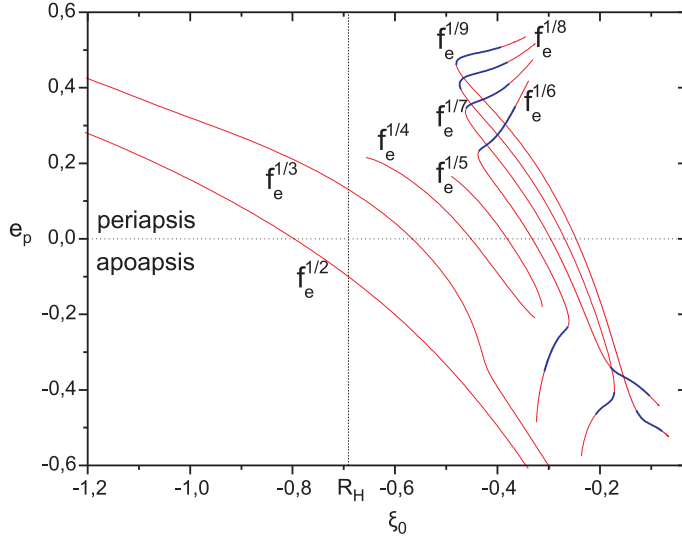 0,6
f_e^{1/9}
f_e^{1/8}
0,4
f_e^{1/7}
f_e^{1/6}
f_e^{1/4}
0,2
f_e^{1/3}
f_e^{1/5}
periapsis
e_p
0,0
apoapsis
f_e^{1/2}
-0,2
-0,4
-0,6
-1,2
-1,0
-0,8
R_H
-0,6
-0,4
-0,2
ξ_0